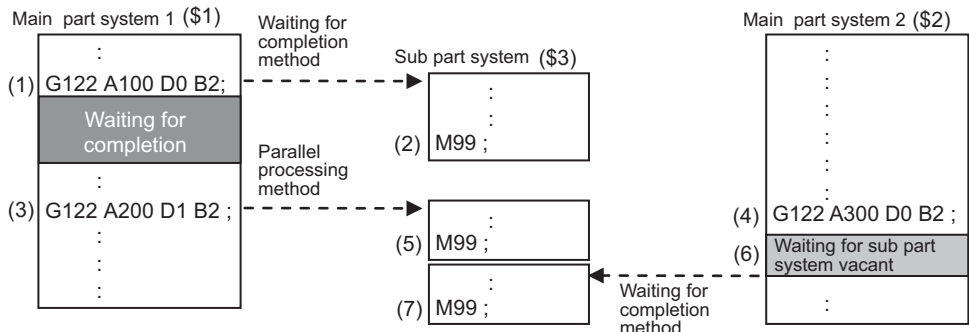 Main part system 1 ($1)
:
(1) G122 A100 D0 B2;
Waiting for
completion
:
(3) G122 A200 D1 B2 ;
:
:
:
Waiting for
completion
method
Parallel
processing
method
Sub part system ($3)
:
:
(2) M99 ;
:
(5) M99 ;
:
(7) M99 ;
Waiting for
completion
method
Main part system 2 ($2)
:
:
:
:
:
:
(4) G122 A300 D0 B2 ;
(6) Waiting for sub part
system vacant
: